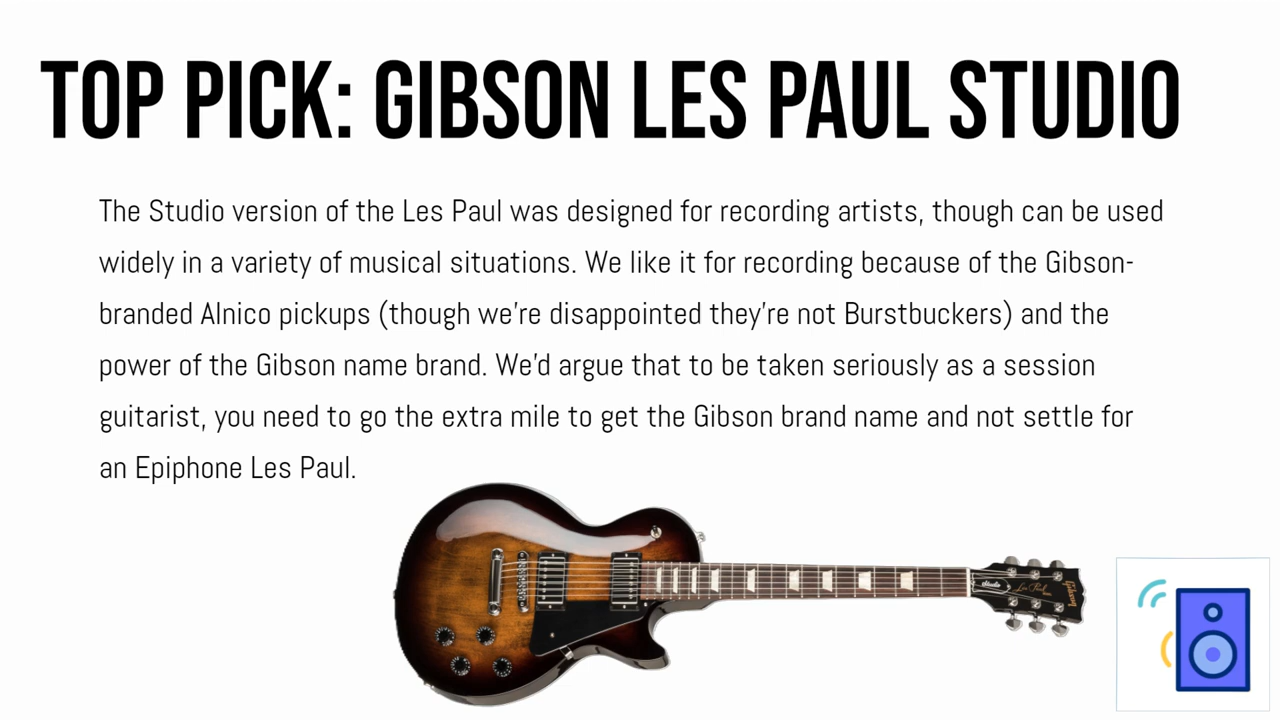 TOP PICK: GIBSON LES PAUL STUDIO
The Studio version of the Les Paul was designed for recording artists, though can be used
widely in a variety of musical situations. We like it for recording because of the Gibson-
branded Alnico pickups (though we're disappointed they're not Burstbuckers) and the
power of the Gibson name brand. We'd argue that to be taken seriously as a session
guitarist, you need to go the extra mile to get the Gibson brand name and not settle for
an Epiphone Les Paul.
Studio
Les Paul
Gibson